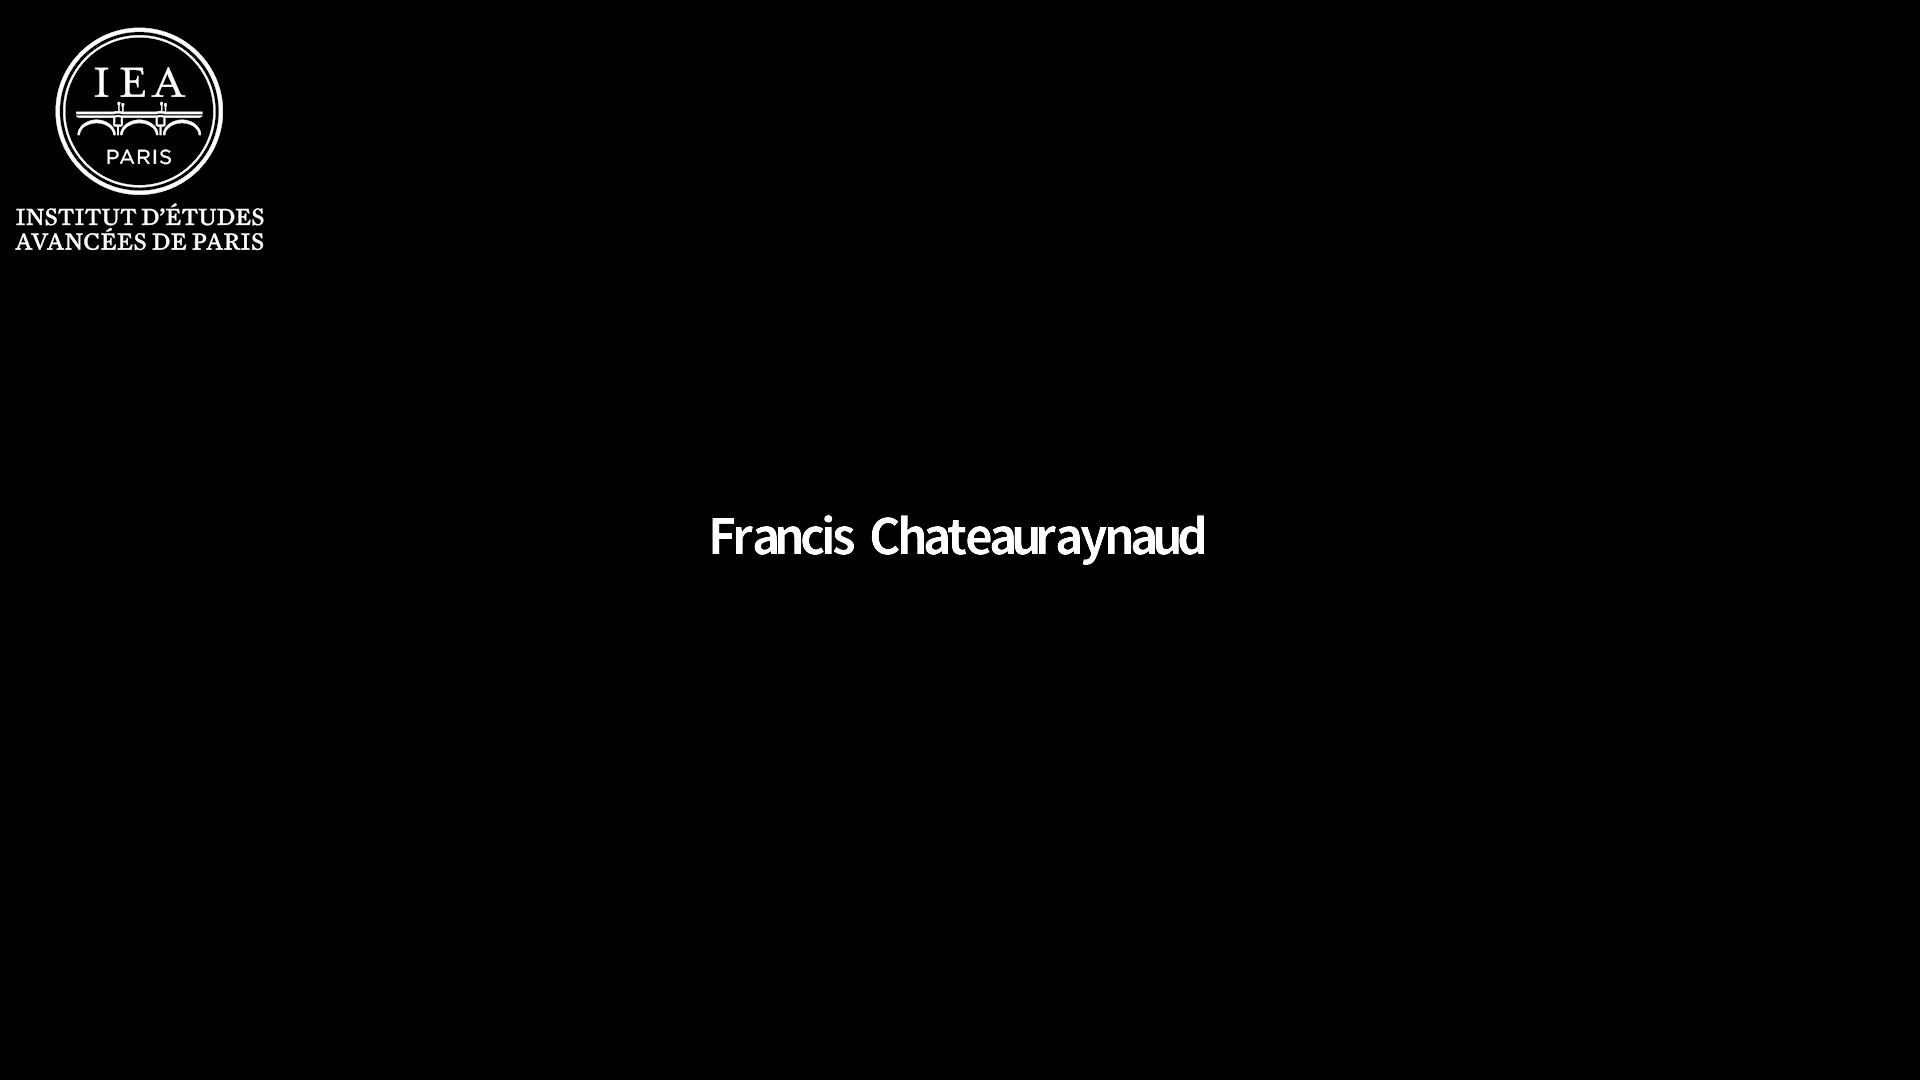 IEA
PARIS
INSTITUT D'ÉTUDES
AVANCÉES DE PARIS
Francis Chateauraynaud